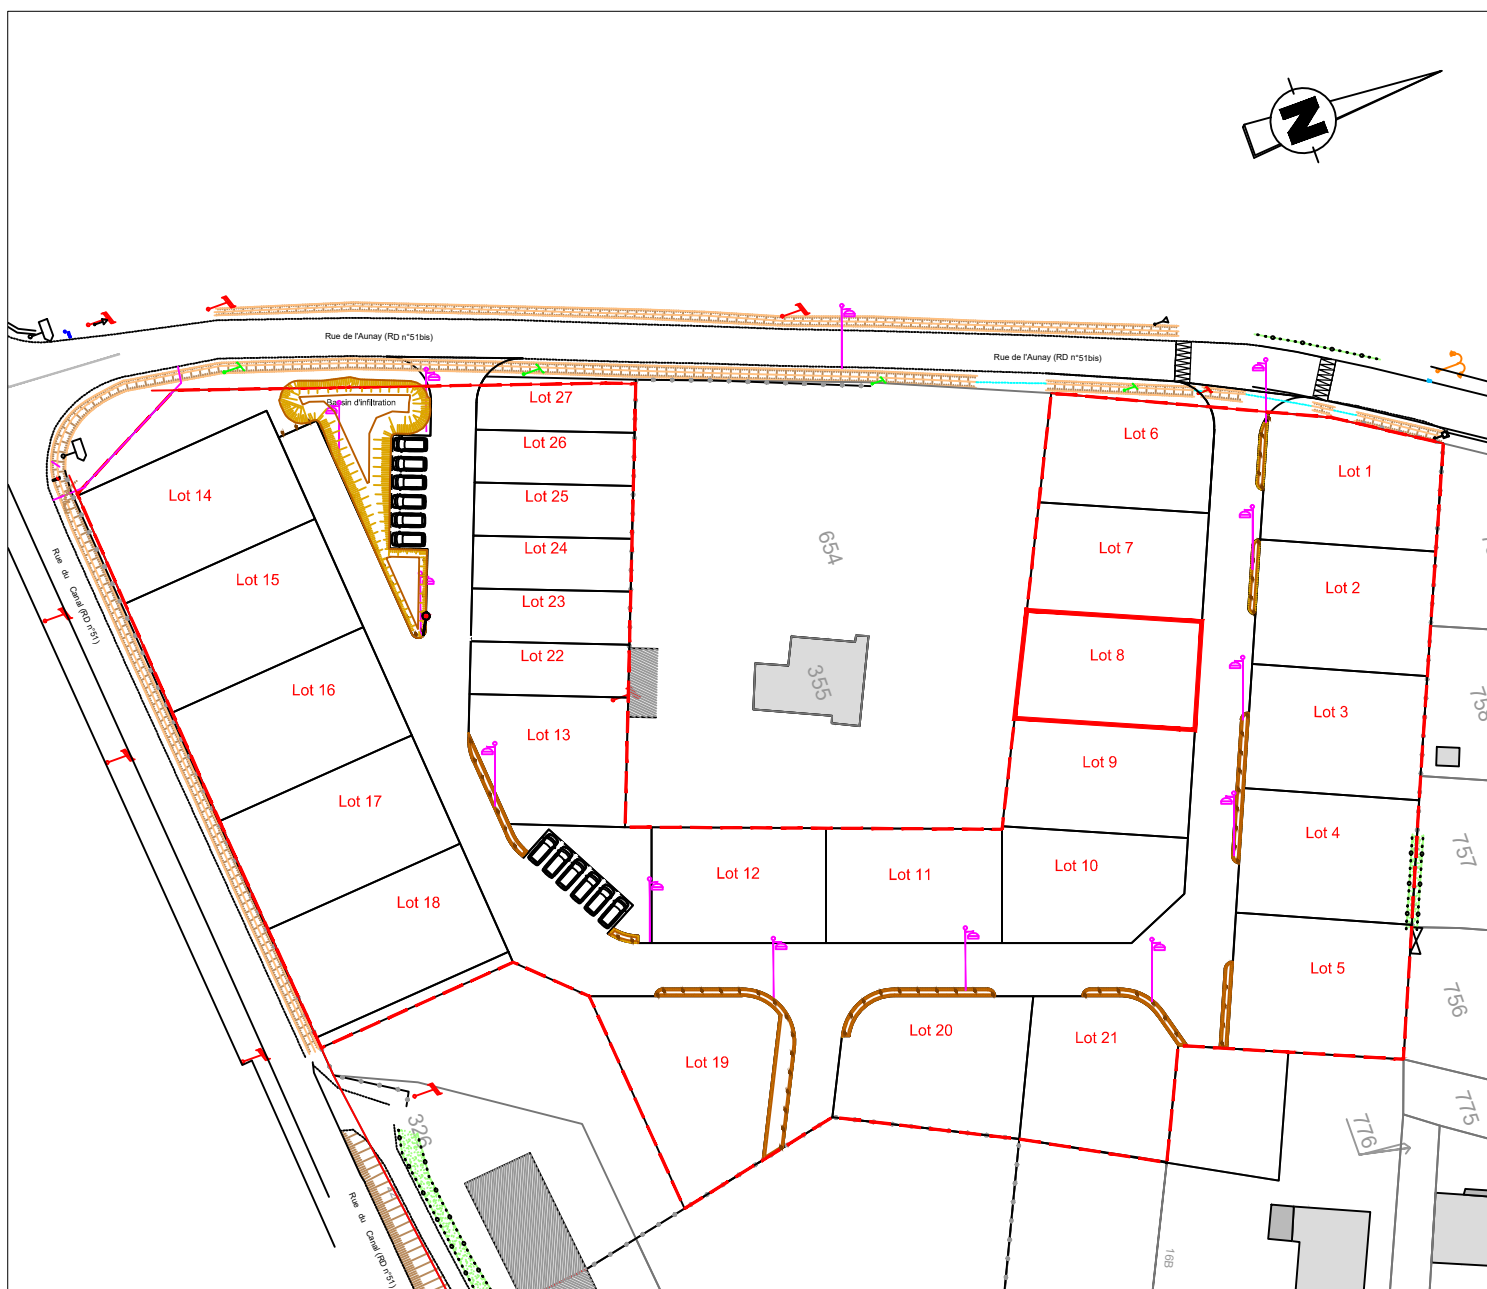 N
Rue de l'Aunay (RD n°51bis)
Rue de l'Aunay (RD n°51bis)
Bassin d'infiltration
Lot 27
Lot 26
Lot 25
Lot 24
Lot 23
Lot 22
Lot 13
Lot 6
Lot 7
Lot 8
Lot 9
Lot 10
Lot 1
Lot 2
Lot 3
Lot 4
Lot 5
Lot 14
Lot 15
Lot 16
Lot 17
Lot 18
Lot 12
Lot 11
Lot 19
Lot 20
Lot 21
654
355
758
757
756
775
776
326
16B
Rue du Canal (RD n°51)
Rue du Canal (RD n°51)